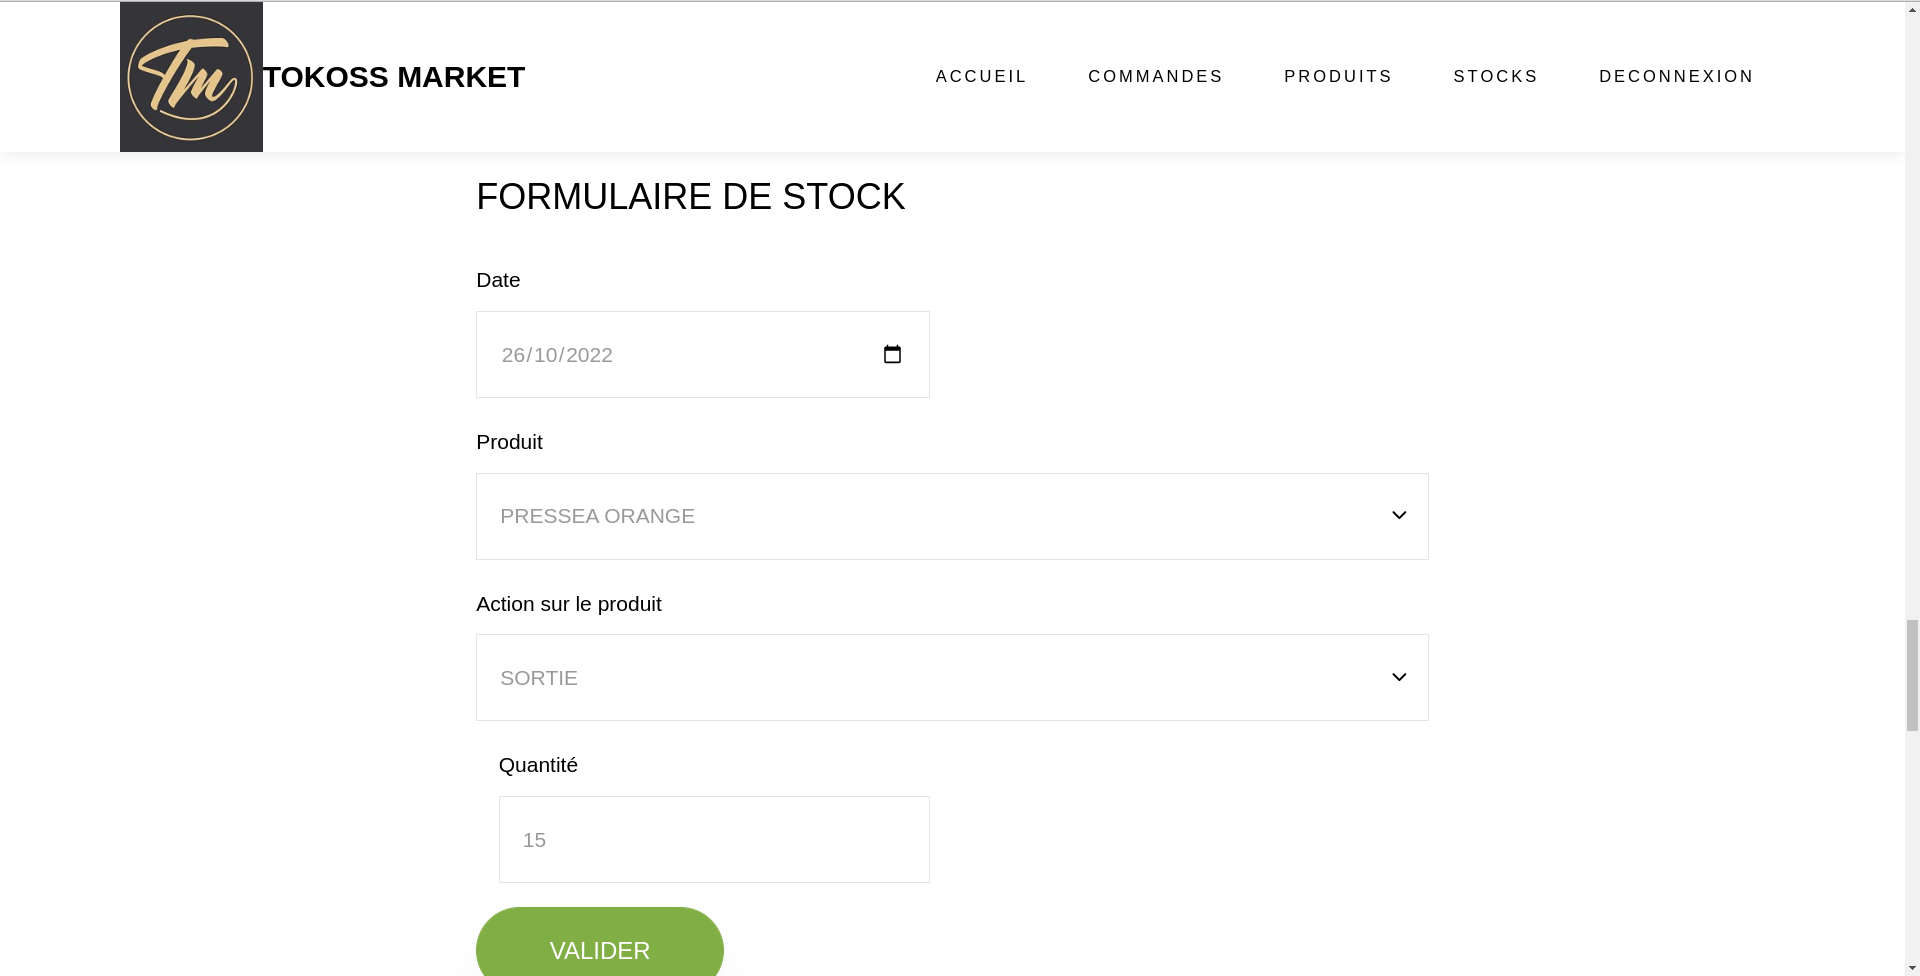 Tm
TOKOSS MARKET
ACCUEIL
COMMANDES
PRODUITS
STOCKS
DECONNEXION
FORMULAIRE DE STOCK
Date
26/10/2022
Produit
PRESSEA ORANGE
Action sur le produit
SORTIE
Quantité
15
VALIDER